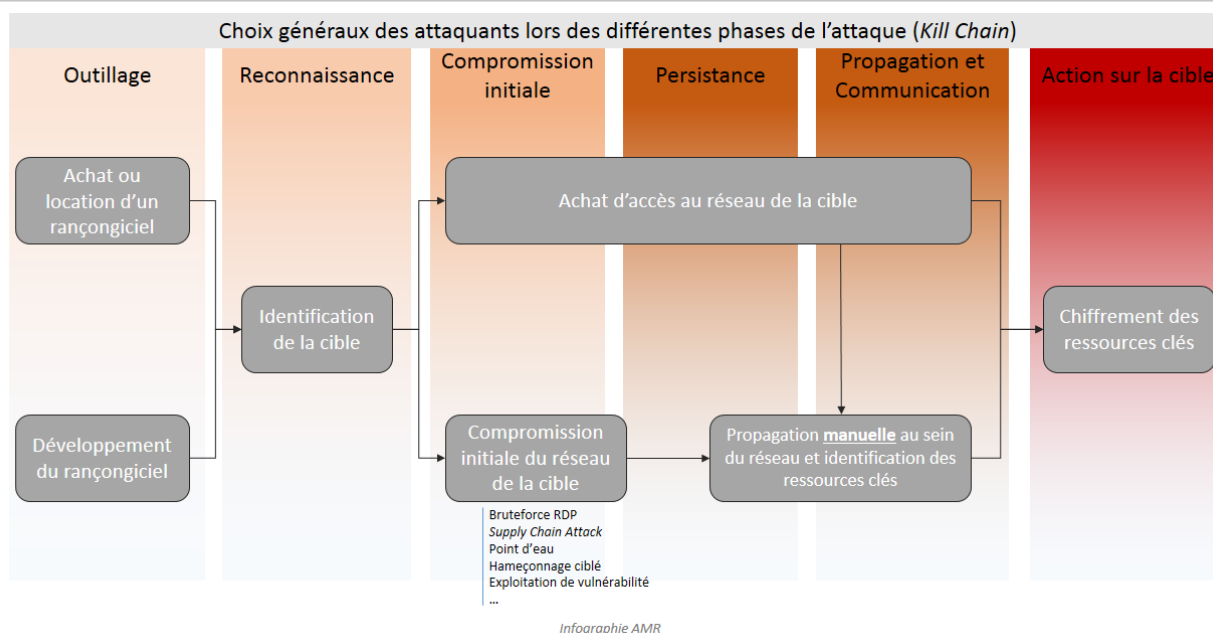 Choix généraux des attaquants lors des différentes phases de l'attaque (Kill Chain)
Outillage
Reconnaissance
Compromission
initiale
Persistance
Propagation et
Communication
Action sur la cible
Achat ou
location d'un
rançongiciel
Achat d'accès au réseau de la cible
Identification
de la cible
Chiffrement des
ressources clés
Développement
du rançongiciel
Compromission
initiale du réseau
de la cible
Propagation manuelle au sein
du réseau et identification des
ressources clés
Bruteforce RDP
Supply Chain Attack
Point d'eau
Hameçonnage ciblé
Exploitation de vulnérabilité
...
Infographie AMR